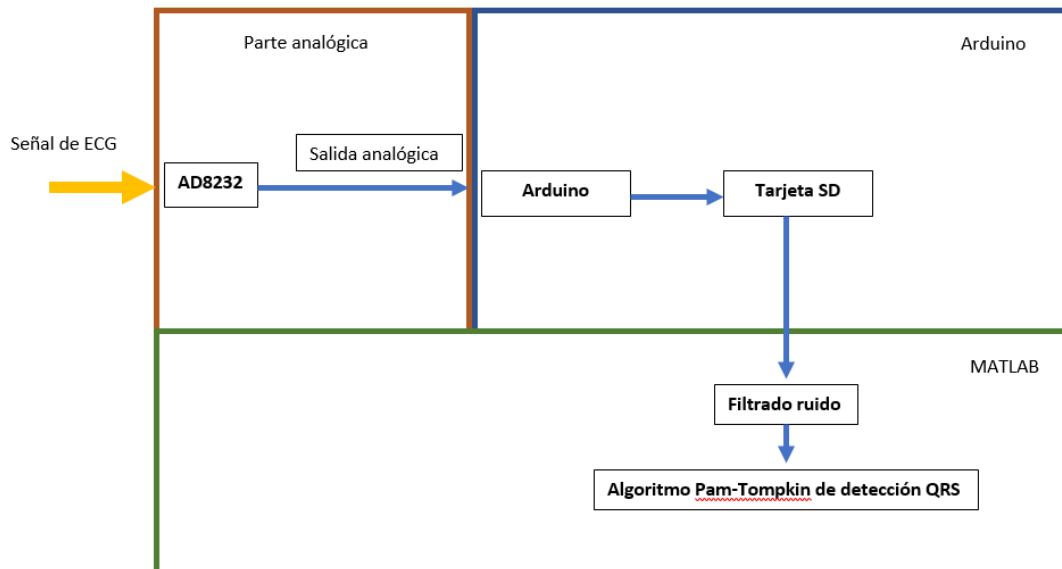 Parte analógica
Arduino
Señal de ECG
Salida analógica
AD8232
Arduino
Tarjeta SD
MATLAB
Filtrado ruido
Algoritmo Pam-Tompkin de detección QRS